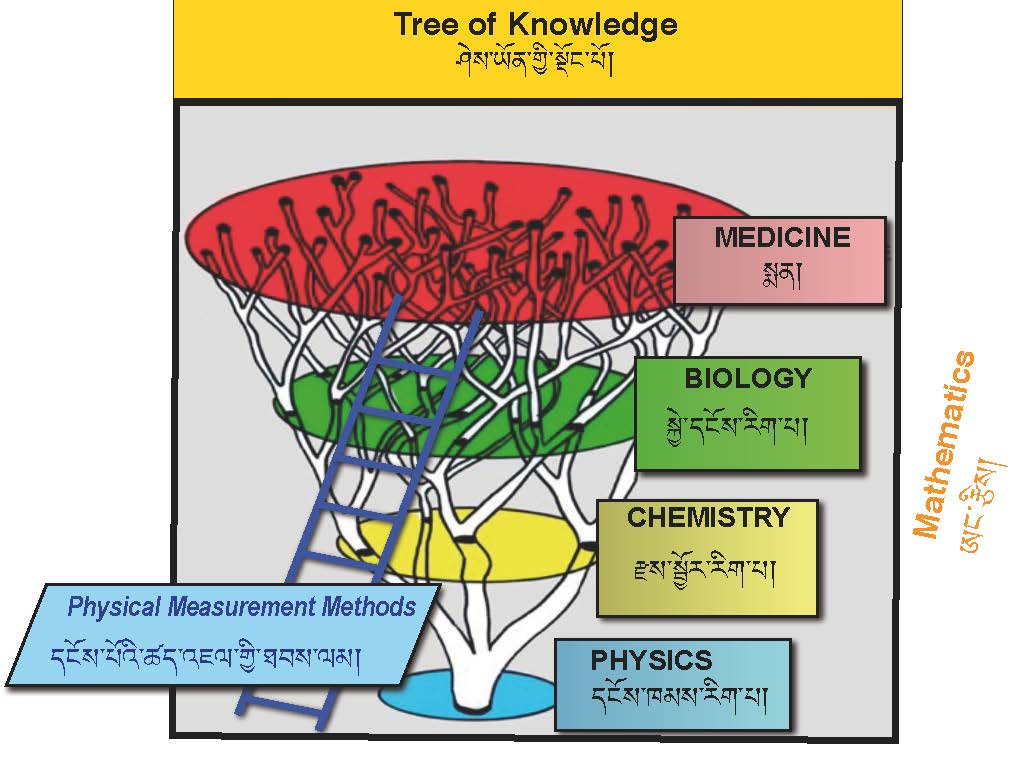 Tree of Knowledge
ཤེས་ཡོན་གྱི་སྡོང་པོ།
MEDICINE
སྨན།
BIOLOGY
སྐྱེ་དངོས་རིག་པ།
CHEMISTRY
རྫས་སྦྱོར་རིག་པ།
Physical Measurement Methods
དངོས་པོའི་ཚད་འཇལ་གྱི་ཐབས་ལམ།
PHYSICS
དངོས་ཁམས་རིག་པ།
Mathematics
ཨང་རྩིས།